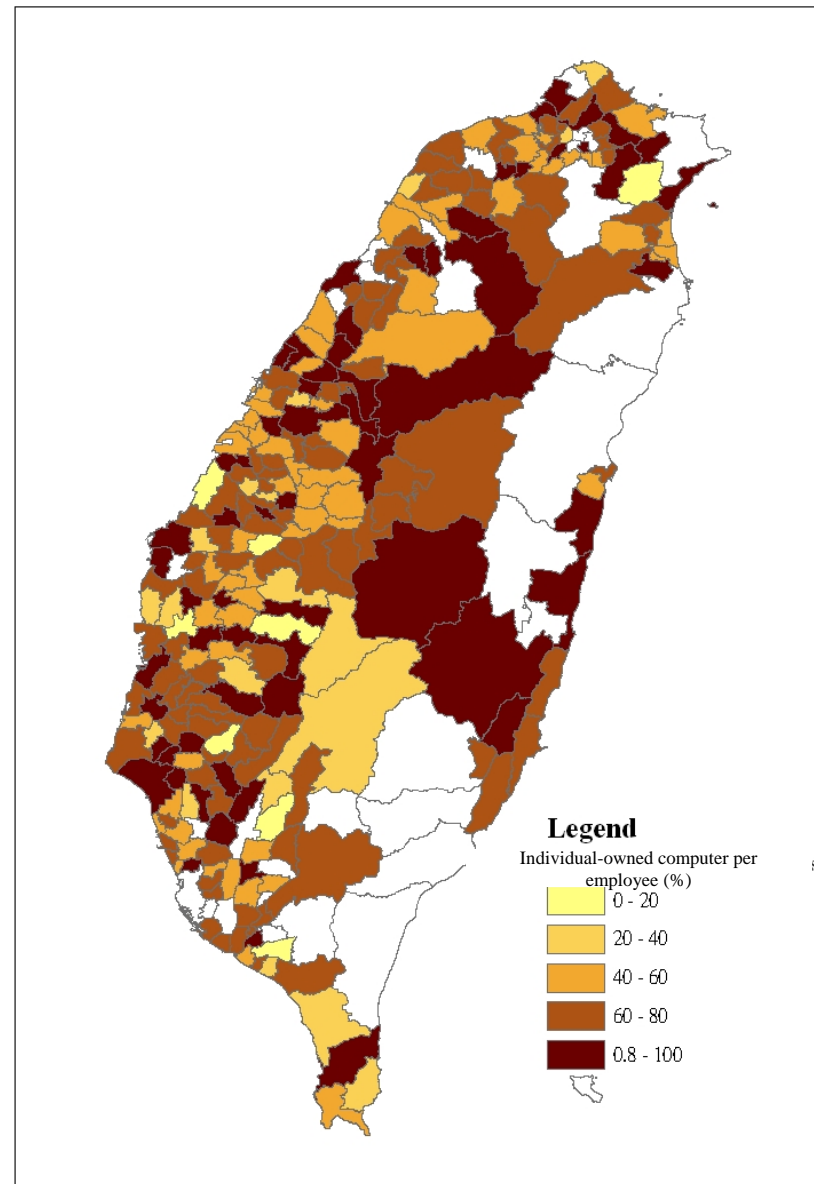 Legend
Individual-owned computer per
employee (%)
s
0 - 20
20 - 40
40 - 60
60 - 80
0.8 - 100